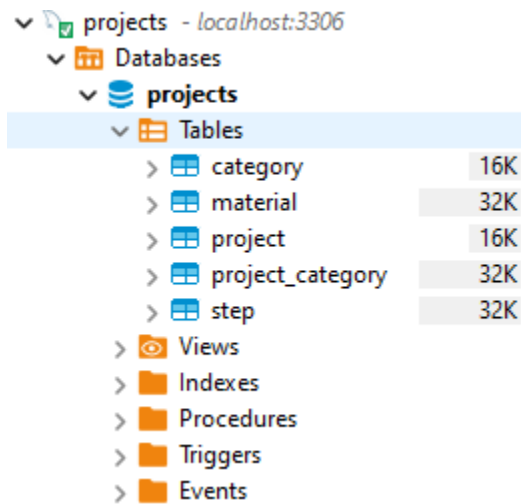 projects - localhost:3306
Databases
projects
Tables
category 16K
material 32K
project 16K
project_category 32K
step 32K
Views
Indexes
Procedures
Triggers
Events